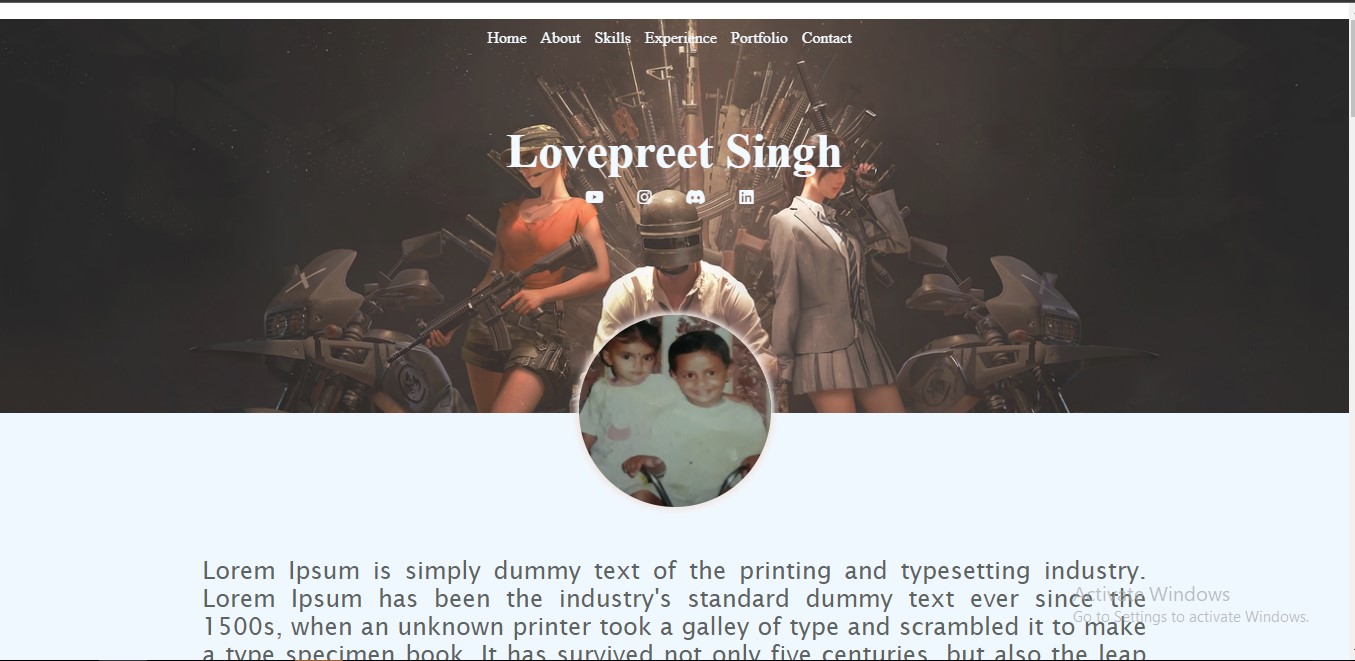 Home About Skills Experience Portfolio Contact
Lovepreet Singh
Lorem Ipsum is simply dummy text of the printing and typesetting industry.
Lorem Ipsum has been the industry's standard dummy text ever since the
1500s, when an unknown printer took a galley of type and scrambled it to make
a type specimen book. It has survived not only five centuries, but also the leap
Activate Windows
Go to Settings to activate Windows.